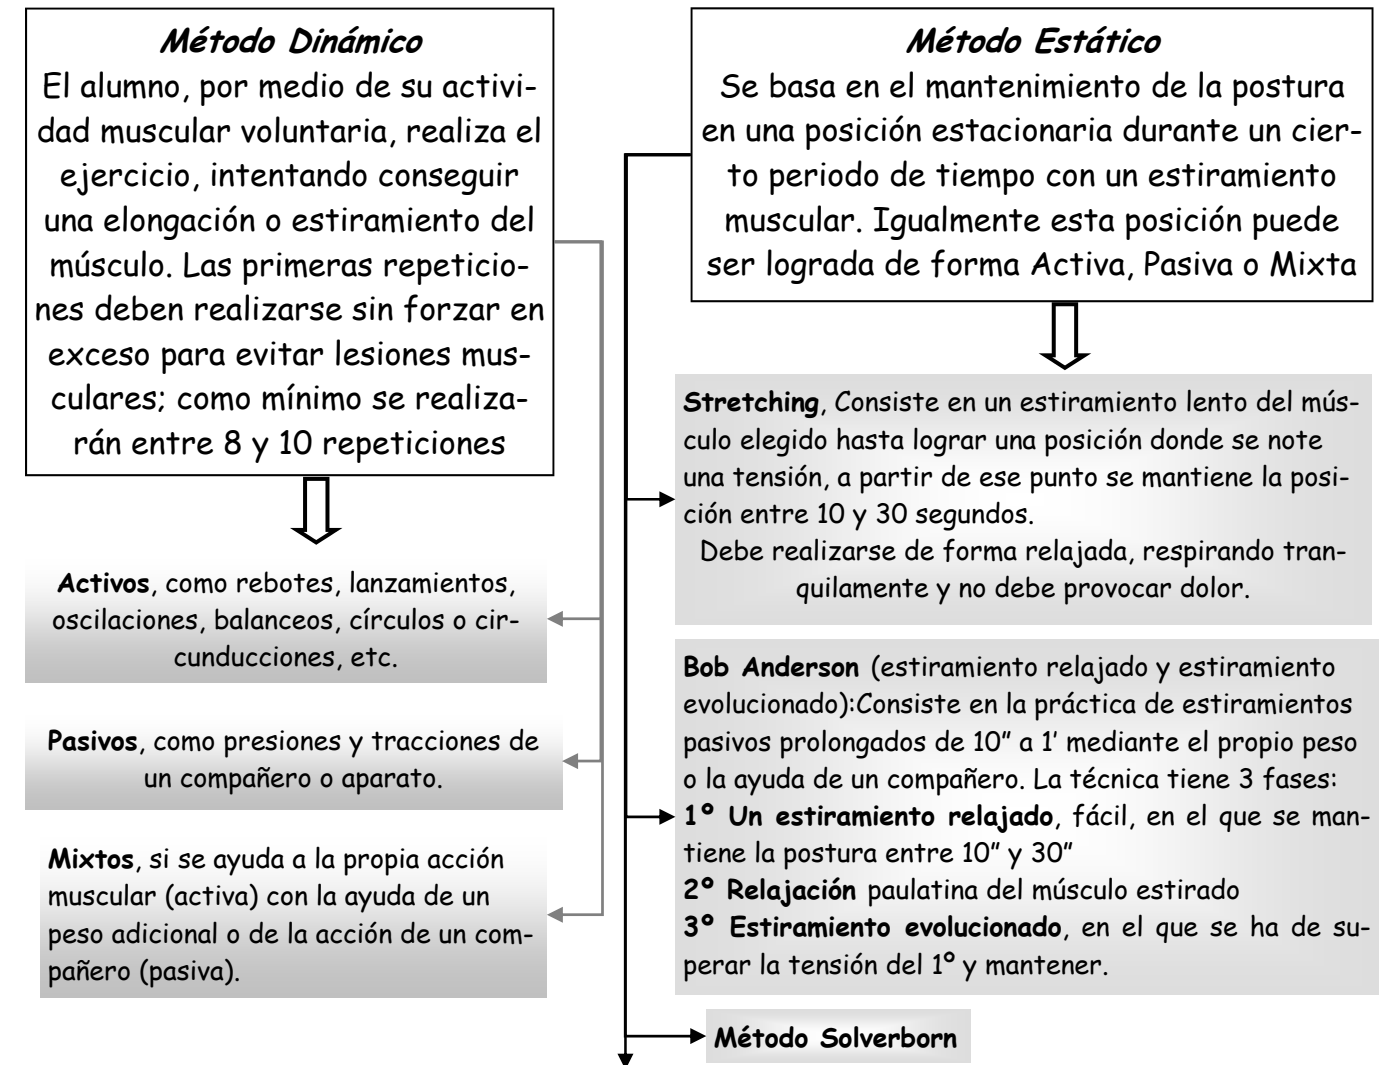 Método Dinámico
El alumno, por medio de su activi-
dad muscular voluntaria, realiza el
ejercicio, intentando conseguir
una elongación o estiramiento del
músculo. Las primeras repeticio-
nes deben realizarse sin forzar en
exceso para evitar lesiones mus-
culares; como mínimo se realiza-
rán entre 8 y 10 repeticiones
Activos, como rebotes, lanzamientos,
oscilaciones, balanceos, círculos o cir-
cunducciones, etc.
Pasivos, como presiones y tracciones de
un compañero o aparato.
Mixtos, si se ayuda a la propia acción
muscular (activa) con la ayuda de un
peso adicional o de la acción de un com-
pañero (pasiva).
Método Estático
Se basa en el mantenimiento de la postura
en una posición estacionaria durante un cier-
to periodo de tiempo con un estiramiento
muscular. Igualmente esta posición puede
ser lograda de forma Activa, Pasiva o Mixta
Stretching, Consiste en un estiramiento lento del mús-
culo elegido hasta lograr una posición donde se note
una tensión, a partir de ese punto se mantiene la posi-
ción entre 10 y 30 segundos.
Debe realizarse de forma relajada, respirando tran-
quilamente y no debe provocar dolor.
Bob Anderson (estiramiento relajado y estiramiento
evolucionado):Consiste en la práctica de estiramientos
pasivos prolongados de 10” a 1’ mediante el propio peso
o la ayuda de un compañero. La técnica tiene 3 fases:
1º Un estiramiento relajado, fácil, en el que se man-
tiene la postura entre 10” y 30”
2º Relajación paulatina del músculo estirado
3º Estiramiento evolucionado, en el que se ha de su-
perar la tensión del 1º y mantener.
Método Solverborn